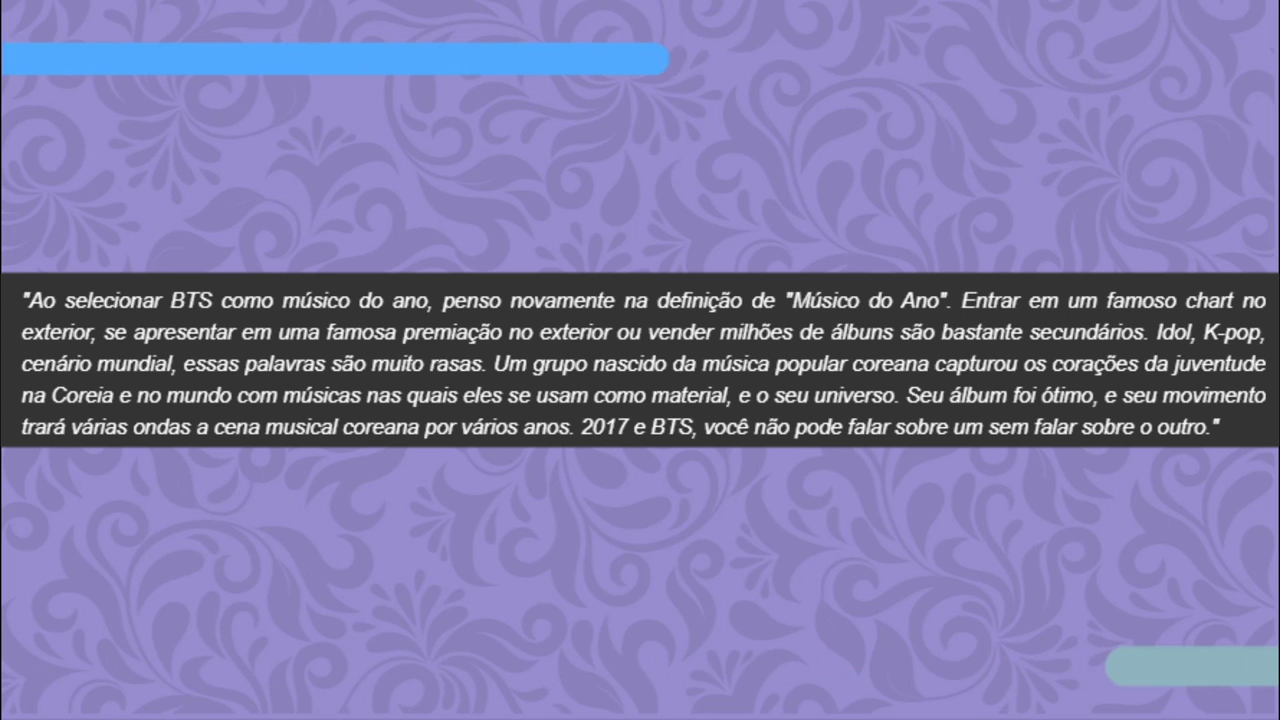 "Ao selecionar BTS como músico do ano, penso novamente na definição de "Músico do Ano". Entrar em um famoso chart no
exterior, se apresentar em uma famosa premiação no exterior ou vender milhões de álbuns são bastante secundários. Idol, K-pop,
cenário mundial, essas palavras são muito rasas. Um grupo nascido da música popular coreana capturou os corações da juventude
na Coreia e no mundo com músicas nas quais eles se usam como material, e o seu universo. Seu álbum foi ótimo, e seu movimento
trará várias ondas a cena musical coreana por vários anos. 2017 e BTS, você não pode falar sobre um sem falar sobre o outro."